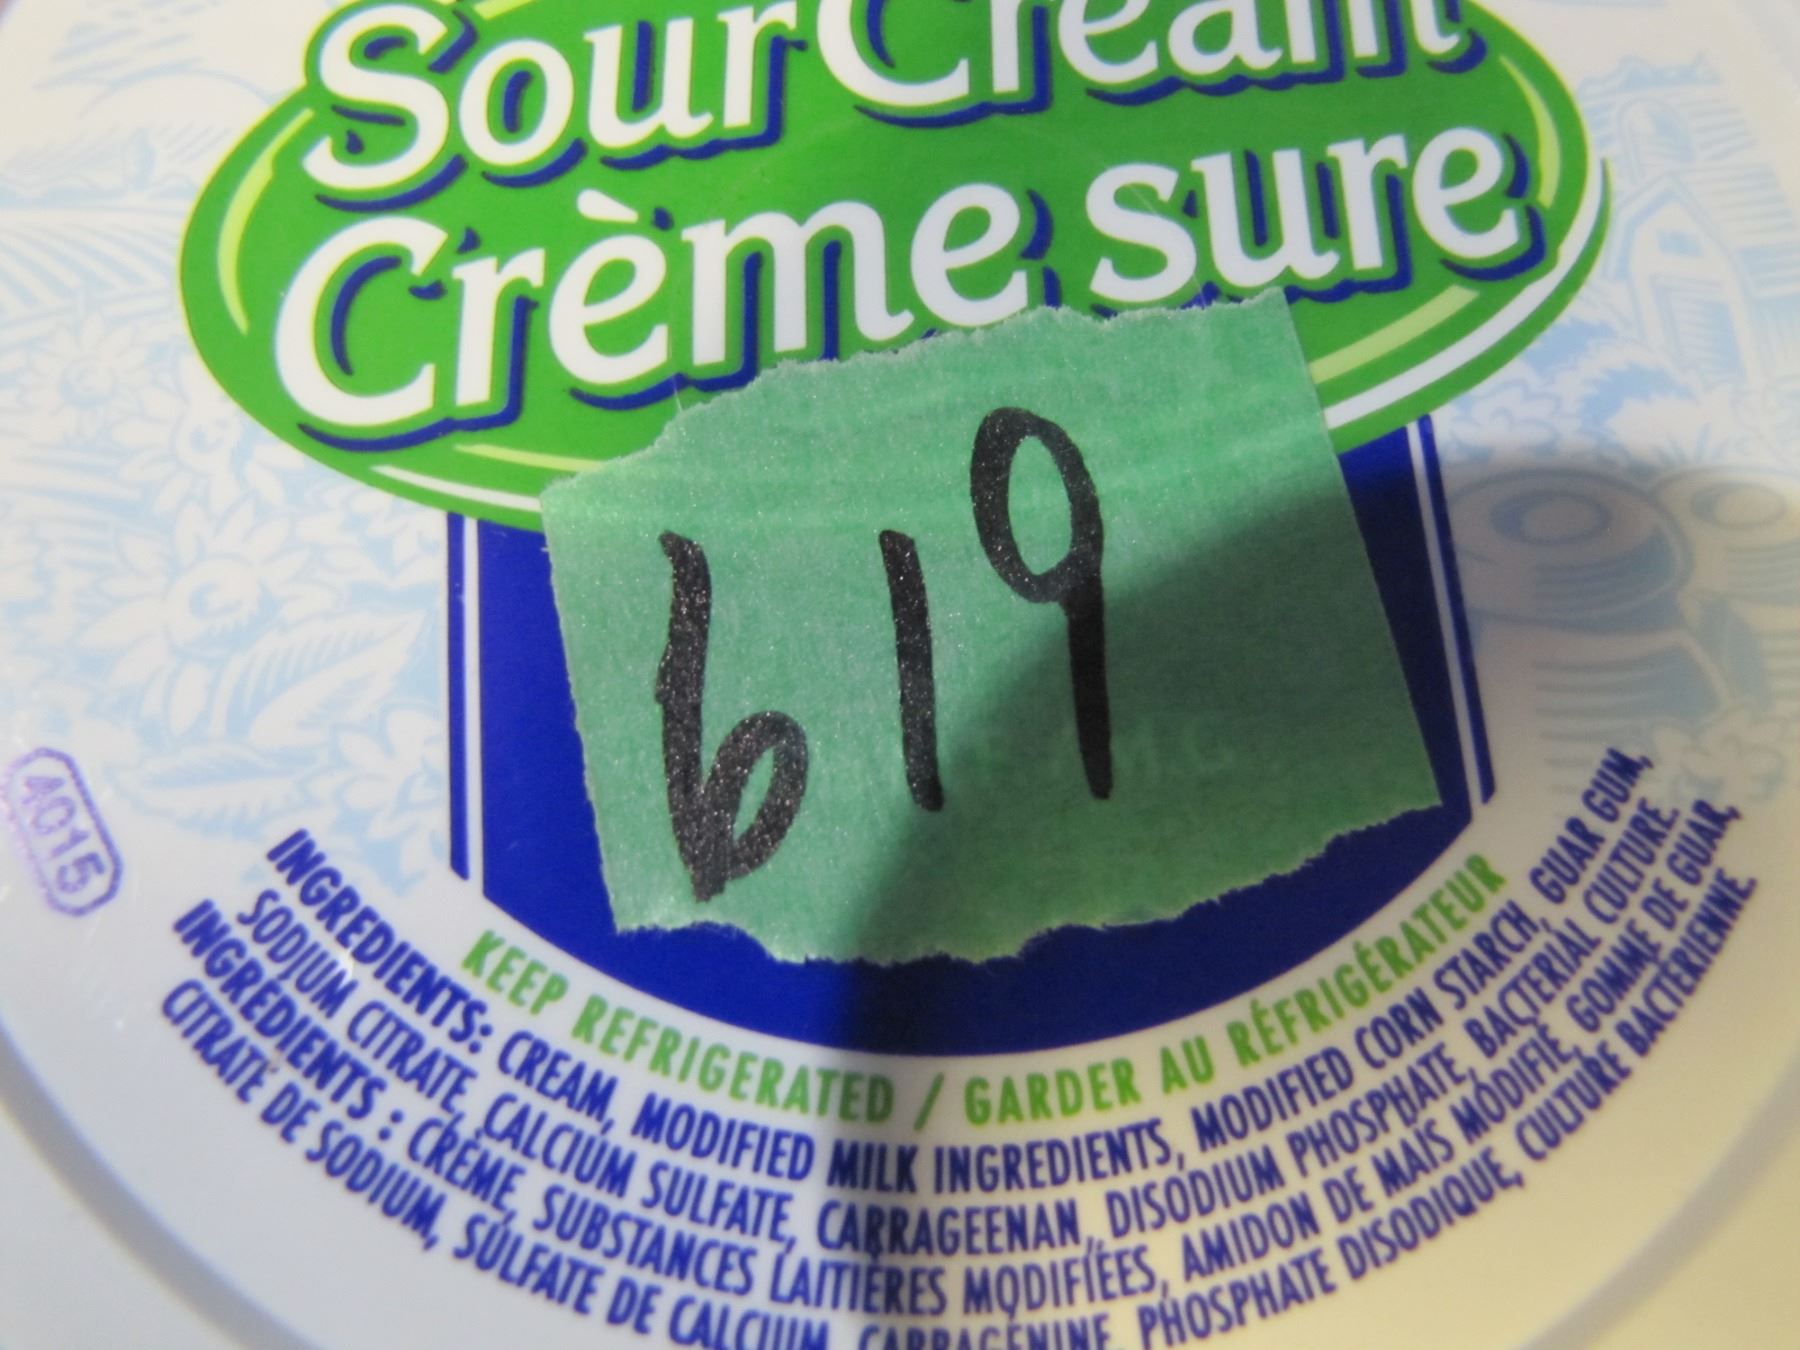 Sour Cream
Crème sure
619
4015
KEEP REFRIGERATED / GARDER AU RÉFRIGÉRATEUR
INGREDIENTS: CREAM, MODIFIED MILK INGREDIENTS, MODIFIED CORN STARCH, GUAR GUM,
SODIUM CITRATE, CALCIUM SULFATE, CARRAGEENAN, DISODIUM PHOSPHATE, BACTERIAL CULTURE.
INGRÉDIENTS : CRÈME, SUBSTANCES LAITIÈRES MODIFIÉES, AMIDON DE MAIS MODIFIÉ, GOMME DE GUAR,
CITRATE DE SODIUM, SULFATE DE CALCIUM, CARRAGÉNINE, PHOSPHATE DISODIQUE, CULTURE BACTÉRIENNE.